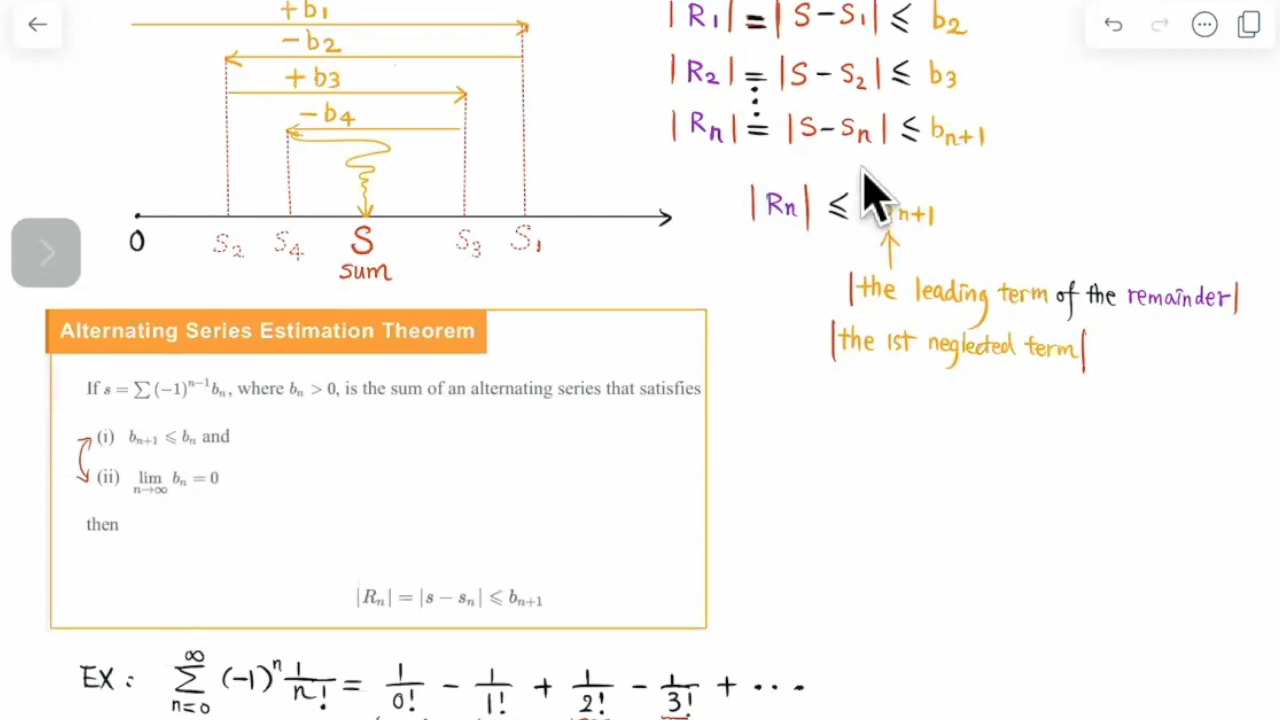 +b₁
-b₂
+b₃
-b₄
0 S₂ S₄ S S₃ S₁
sum
|R₁| = |S-S₁| ≤ b₂
|R₂| = |S-S₂| ≤ b₃
⋮
|Rₙ| = |S-Sₙ| ≤ bₙ₊₁
|Rₙ| ≤ ₙ₊₁
|the leading term of the remainder|
|the 1st neglected term|
Alternating Series Estimation Theorem
If s = ∑(-1)ⁿ⁻¹bₙ, where bₙ > 0, is the sum of an alternating series that satisfies
(i) bₙ₊₁ ⩽ bₙ and
(ii) lim n→∞ bₙ = 0
then
|Rₙ| = |s − sₙ| ⩽ bₙ₊₁
EX: ∞ ∑ n=0 (-1)ⁿ 1/n! = 1/0! - 1/1! + 1/2! - 1/3! + ...